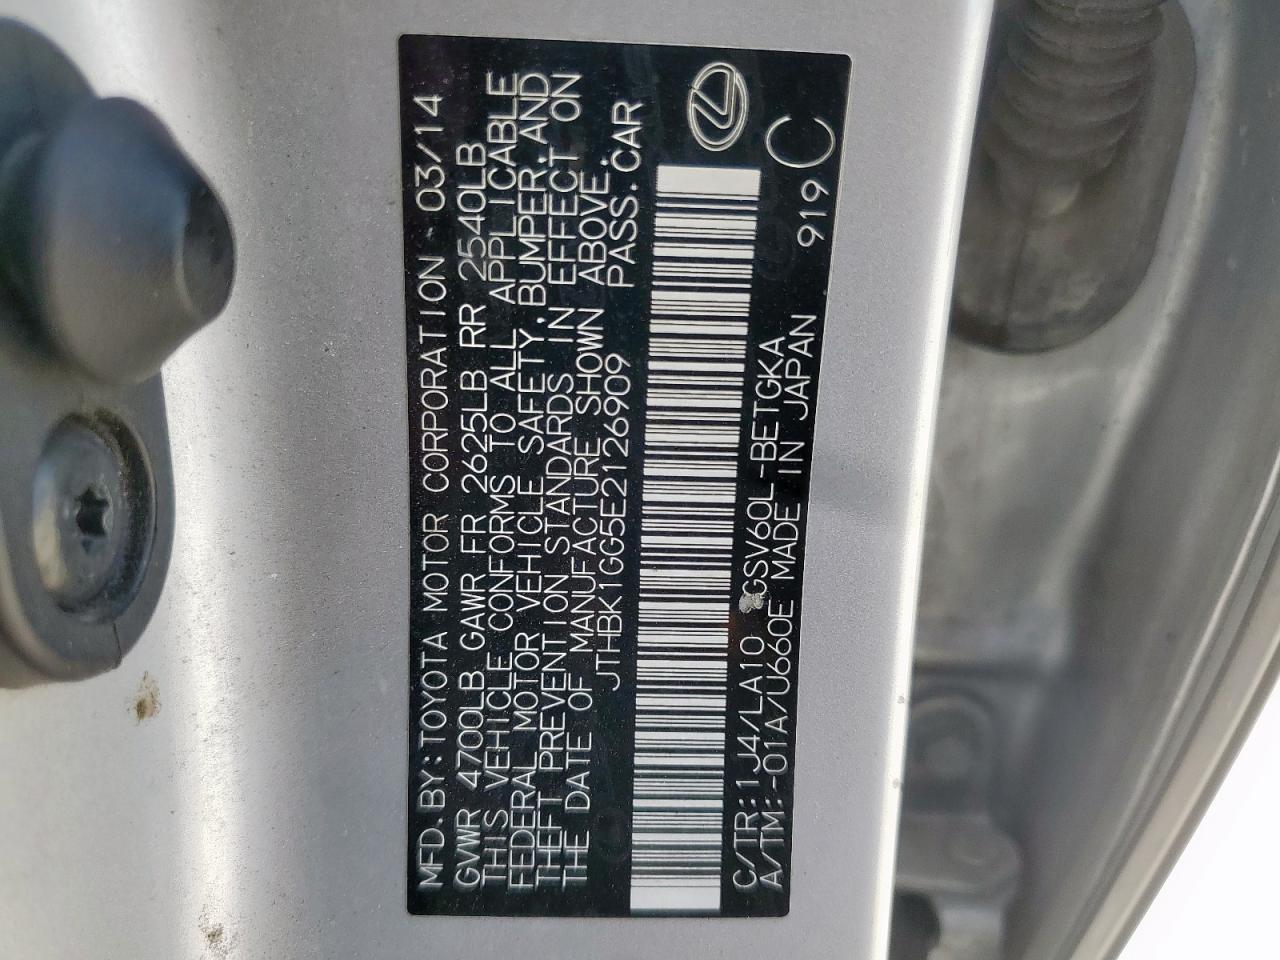 MFD.BY:TOYOTA MOTOR CORPORATION 03/14
GVWR 4700LB GAWR FR 2625LB RR 2540LB
THIS VEHICLE CONFORMS TO ALL APPLICABLE
FEDERAL MOTOR VEHICLE SAFETY,BUMPER,AND
THEFT PREVENTION STANDARDS IN EFFECT ON
THE DATE OF MANUFACTURE SHOWN ABOVE.
JTHBK1GG5E2126909 PASS.CAR
C/TR:1J4/LA10 GSV60L-BETGKA
A/TM:-01A/U660E MADE IN JAPAN 919 C